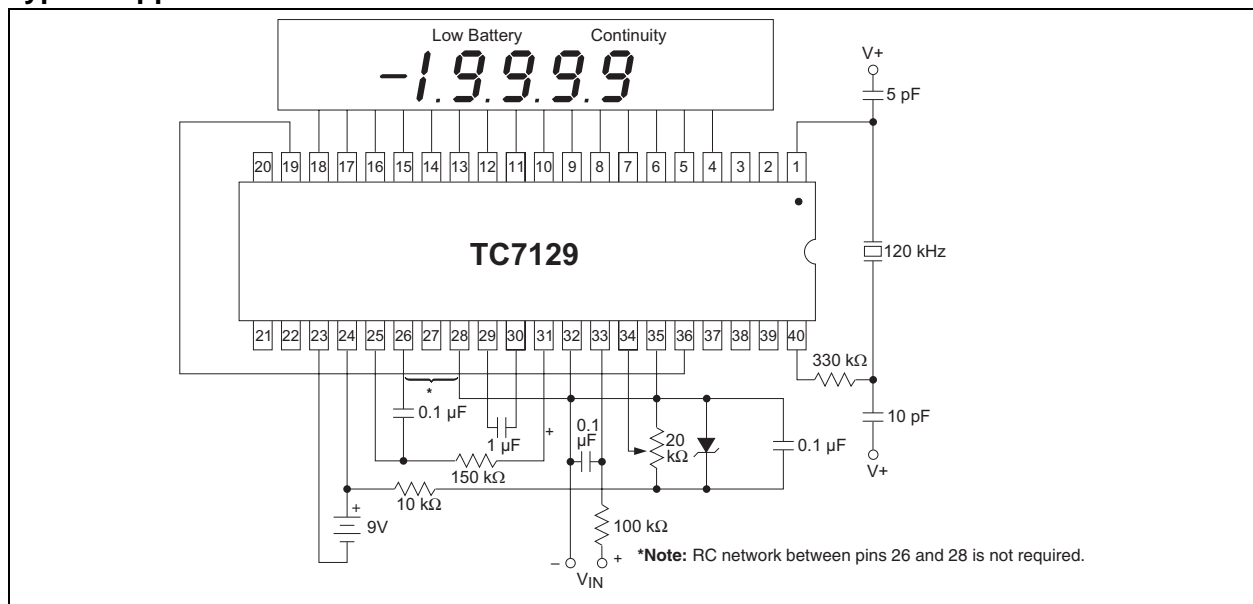 Low Battery Continuity
-1.9.9.9.9
V+
5 pF
20 19 18 17 16 15 14 13 12 11 10 9 8 7 6 5 4 3 2 1
TC7129
120 kHz
21 22 23 24 25 26 27 28 29 30 31 32 33 34 35 36 37 38 39 40
330 kΩ
*
0.1 µF
1 µF
+
0.1
µF
20
kΩ
0.1 µF
10 pF
V+
150 kΩ
10 kΩ
+
9V
100 kΩ
– VIN +
*Note: RC network between pins 26 and 28 is not required.